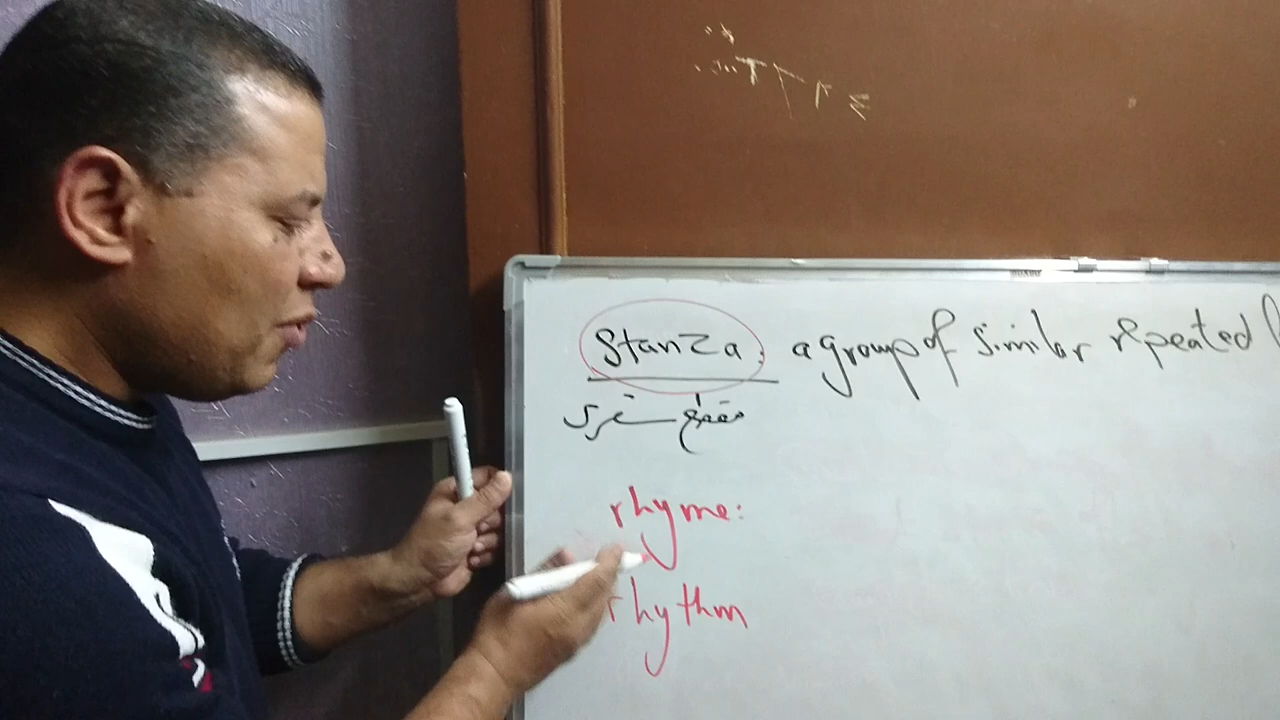 Stanza: a group of similar repeated
مقطع شعري
rhyme:
rhythm